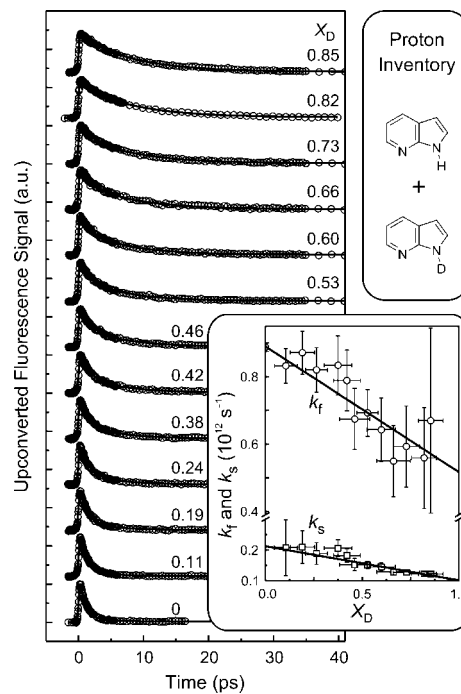 X_D
0.85
0.82
0.73
0.66
0.60
0.53
0.46
0.42
0.38
0.24
0.19
0.11
0
Upconverted Fluorescence Signal (a.u.)
0 10 20 30 40
Time (ps)
Proton
Inventory
N N
H
+
N N
D
k_f and k_s (10^12 s^-1)
1.0
0.8
0.6
0.4
0.2
0.1
k_f
k_s
0.0 0.5 1.0
X_D